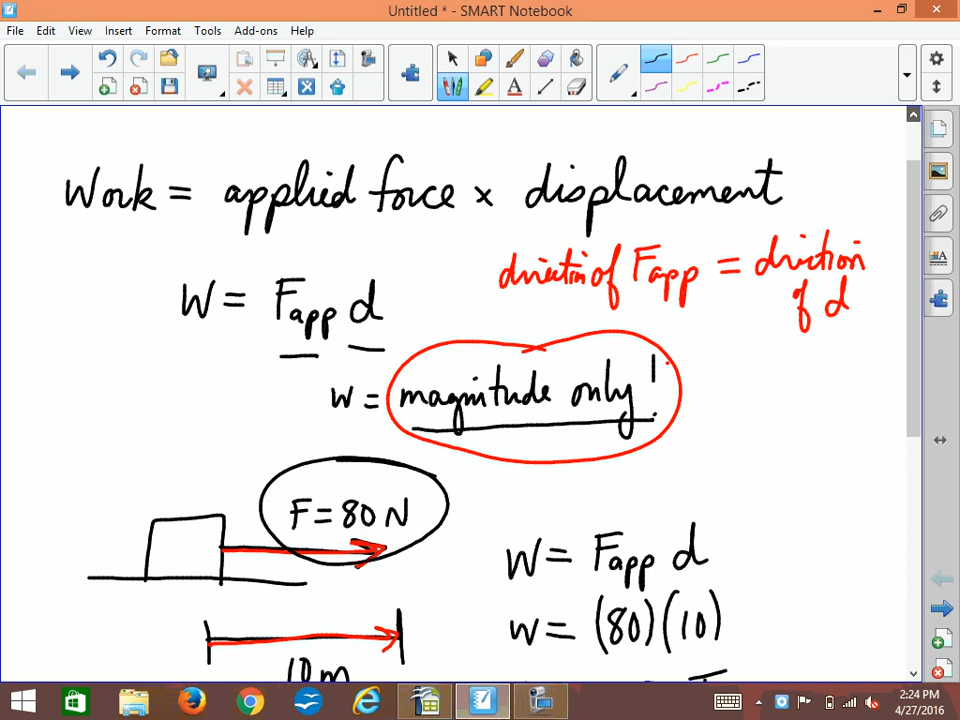 Untitled * - SMART Notebook
File Edit View Insert Format Tools Add-ons Help
Work = applied force x displacement
direction of Fapp = direction
of d
W = Fapp d
W = magnitude only!
F = 80 N
W = Fapp d
W = (80)(10)
10 m
2:24 PM
4/27/2016